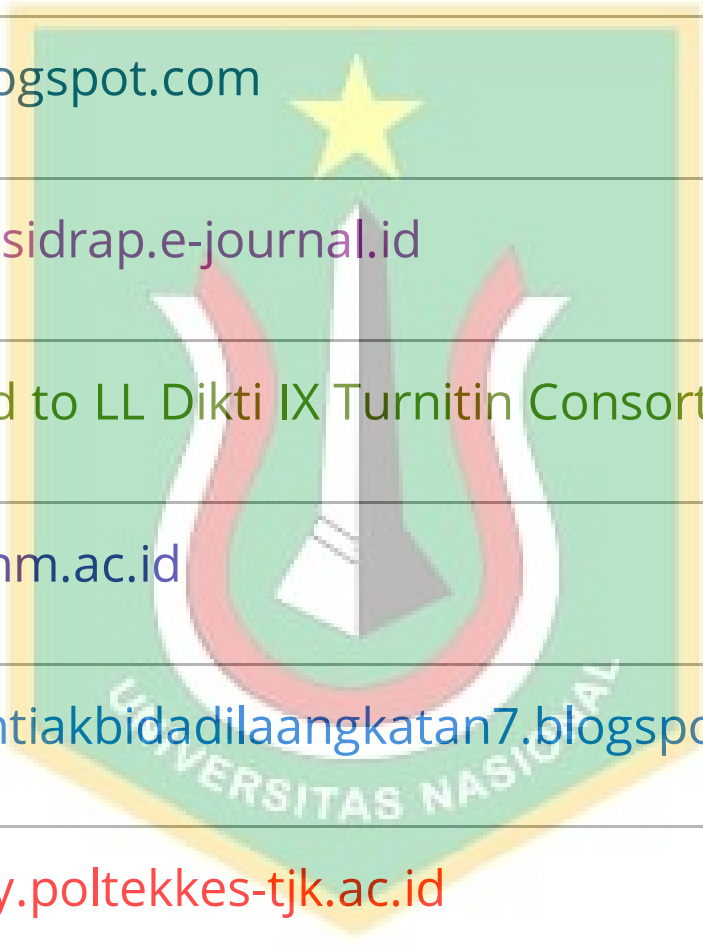 ogspot.com
sidrap.e-journal.id
d to LL Dikti IX Turnitin Consort
nm.ac.id
ntiakbidadilaangkatan7.blogspo
UNIVERSITAS NASIONAL
y.poltekkes-tjk.ac.id